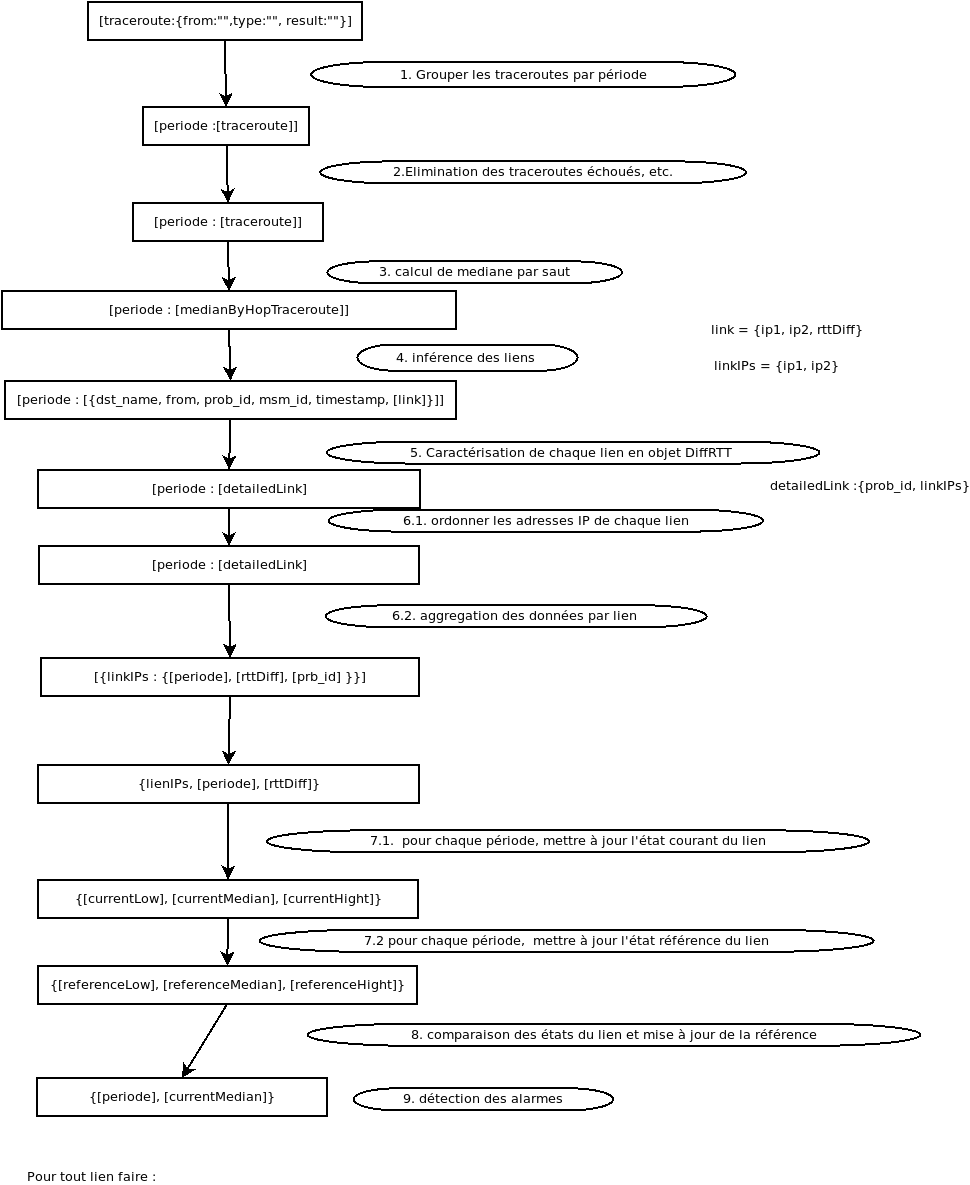 [traceroute:{from:"",type:"", result:""}]
1. Grouper les traceroutes par période
[periode :[traceroute]]
2.Elimination des traceroutes échoués, etc.
[periode : [traceroute]]
3. calcul de mediane par saut
[periode : [medianByHopTraceroute]]
link = {ip1, ip2, rttDiff}
4. inférence des liens
linkIPs = {ip1, ip2}
[periode : [{dst_name, from, prob_id, msm_id, timestamp, [link]}]]
5. Caractérisation de chaque lien en objet DiffRTT
[periode : [detailedLink]
detailedLink :{prob_id, linkIPs}
6.1. ordonner les adresses IP de chaque lien
[periode : [detailedLink]
6.2. aggregation des données par lien
[{linkIPs : {[periode], [rttDiff], [prb_id] }}]
{lienIPs, [periode], [rttDiff]}
7.1.  pour chaque période, mettre à jour l'état courant du lien
{[currentLow], [currentMedian], [currentHight]}
7.2 pour chaque période,  mettre à jour l'état référence du lien
{[referenceLow], [referenceMedian], [referenceHight]}
8. comparaison des états du lien et mise à jour de la référence
{[periode], [currentMedian]}
9. détection des alarmes
Pour tout lien faire :